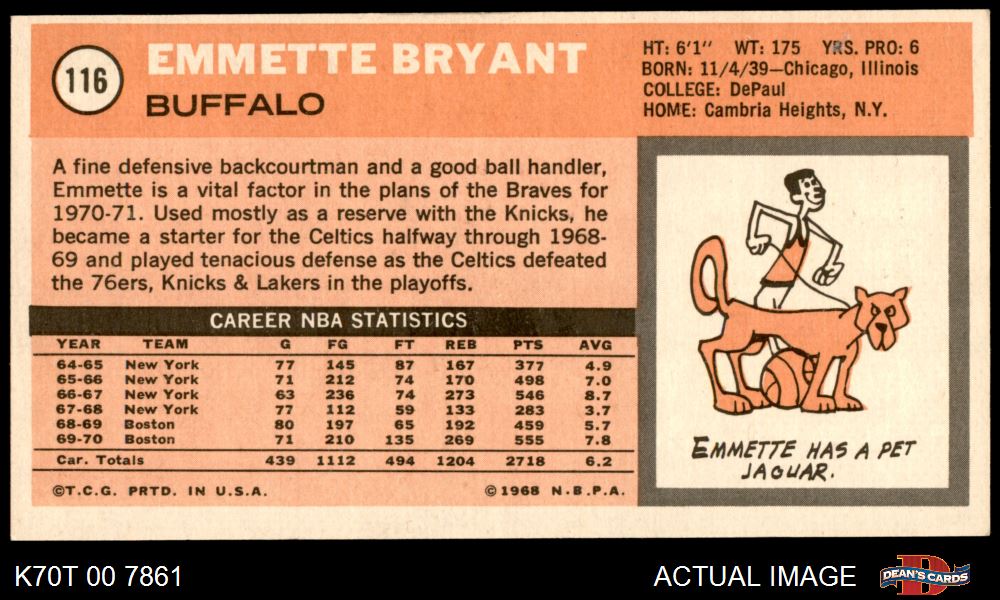 116
EMMETTE BRYANT
BUFFALO
HT: 6'1" WT: 175 YRS. PRO: 6
BORN: 11/4/39—Chicago, Illinois
COLLEGE: DePaul
HOME: Cambria Heights, N.Y.
A fine defensive backcourtman and a good ball handler,
Emmette is a vital factor in the plans of the Braves for
1970-71. Used mostly as a reserve with the Knicks, he
became a starter for the Celtics halfway through 1968-
69 and played tenacious defense as the Celtics defeated
the 76ers, Knicks & Lakers in the playoffs.
CAREER NBA STATISTICS
YEAR TEAM G FG FT REB PTS AVG
64-65 New York 77 145 87 167 377 4.9
65-66 New York 71 212 74 170 498 7.0
66-67 New York 63 236 74 273 546 8.7
67-68 New York 77 112 59 133 283 3.7
68-69 Boston 80 197 65 192 459 5.7
69-70 Boston 71 210 135 269 555 7.8
Car. Totals 439 1112 494 1204 2718 6.2
©T.C.G. PRTD. IN U.S.A. ©1968 N.B.P.A.
EMMETTE HAS A PET
JAGUAR.
K70T 00 7861
ACTUAL IMAGE
DEAN'S CARDS